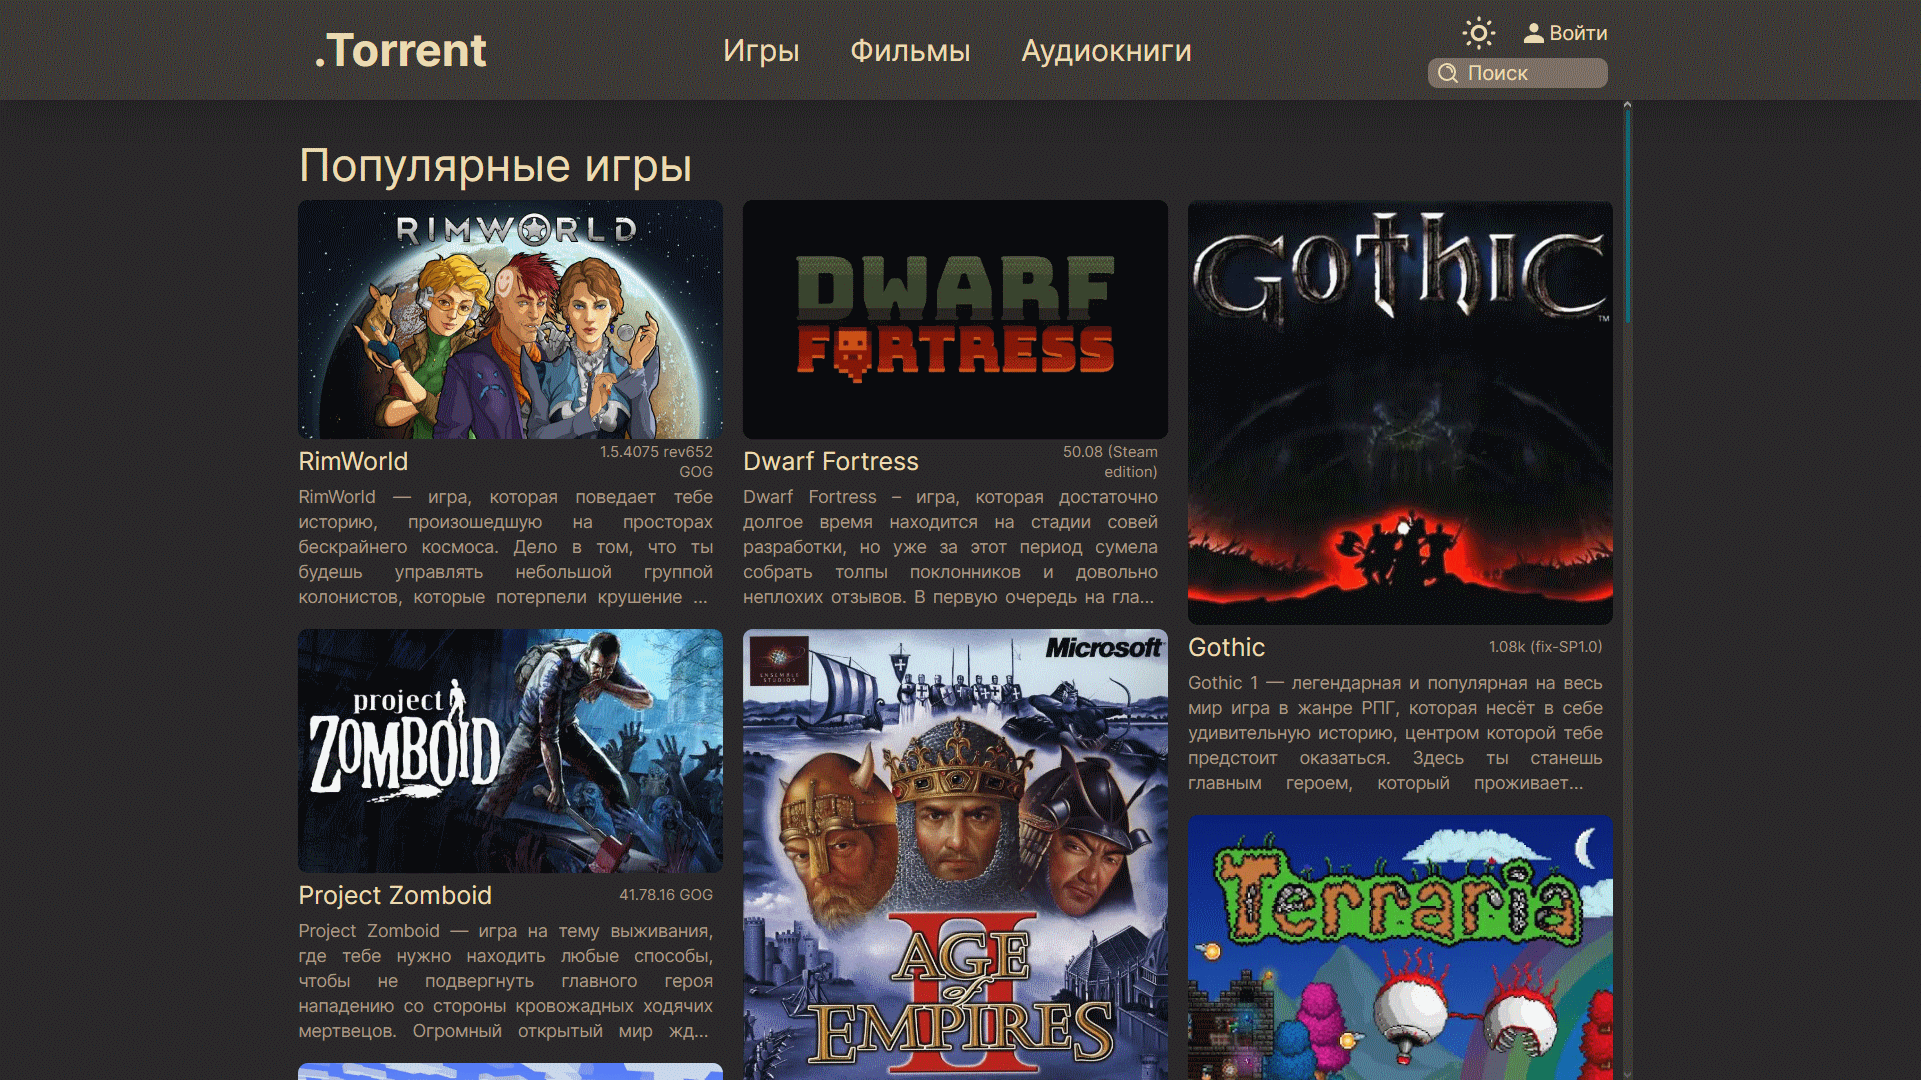 .Torrent
Игры
Фильмы
Аудиокниги
Войти
Поиск
Популярные игры
RIMWORLD
RimWorld
1.5.4075 rev652
GOG
RimWorld — игра, которая поведает тебе
историю, произошедшую на просторах
бескрайнего космоса. Дело в том, что ты
будешь управлять небольшой группой
колонистов, которые потерпели крушение ...
project
ZOMBOID
Project Zomboid
41.78.16 GOG
Project Zomboid — игра на тему выживания,
где тебе нужно находить любые способы,
чтобы не подвергнуть главного героя
нападению со стороны кровожадных ходячих
мертвецов. Огромный открытый мир жд...
DWARF
FORTRESS
Dwarf Fortress
50.08 (Steam
edition)
Dwarf Fortress – игра, которая достаточно
долгое время находится на стадии совей
разработки, но уже за этот период сумела
собрать толпы поклонников и довольно
неплохих отзывов. В первую очередь на гла...
ENSEMBLE
STUDIOS
Microsoft
II
AGE
of
EMPIRES
GOTHIC
TM
Gothic
1.08k (fix-SP1.0)
Gothic 1 — легендарная и популярная на весь
мир игра в жанре РПГ, которая несёт в себе
удивительную историю, центром которой тебе
предстоит оказаться. Здесь ты станешь
главным героем, который проживает...
Terraria